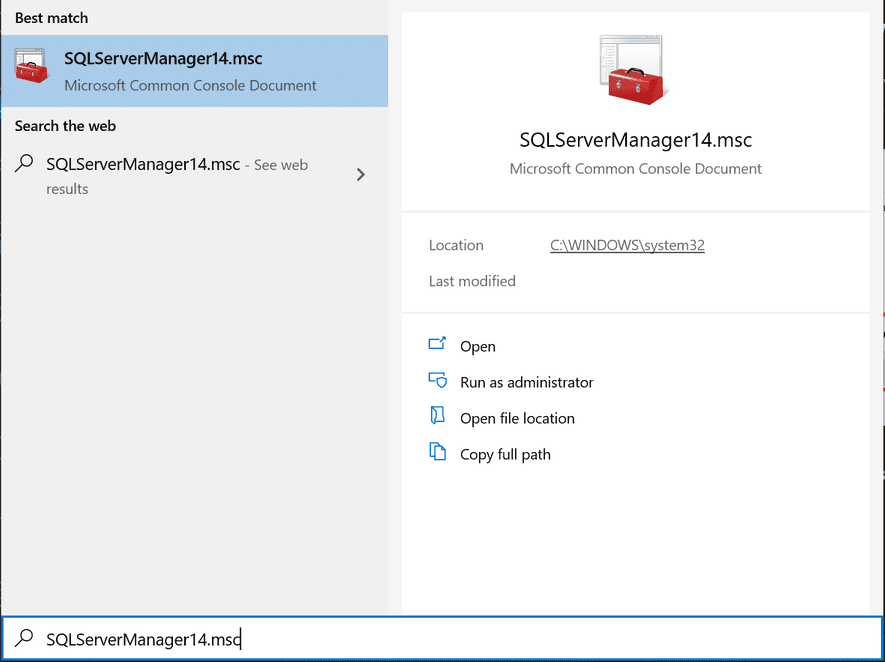 Best match
SQLServerManager14.msc
Microsoft Common Console Document
Search the web
SQLServerManager14.msc - See web
results
SQLServerManager14.msc
Microsoft Common Console Document
Location C:\WINDOWS\system32
Last modified
Open
Run as administrator
Open file location
Copy full path
SQLServerManager14.msc